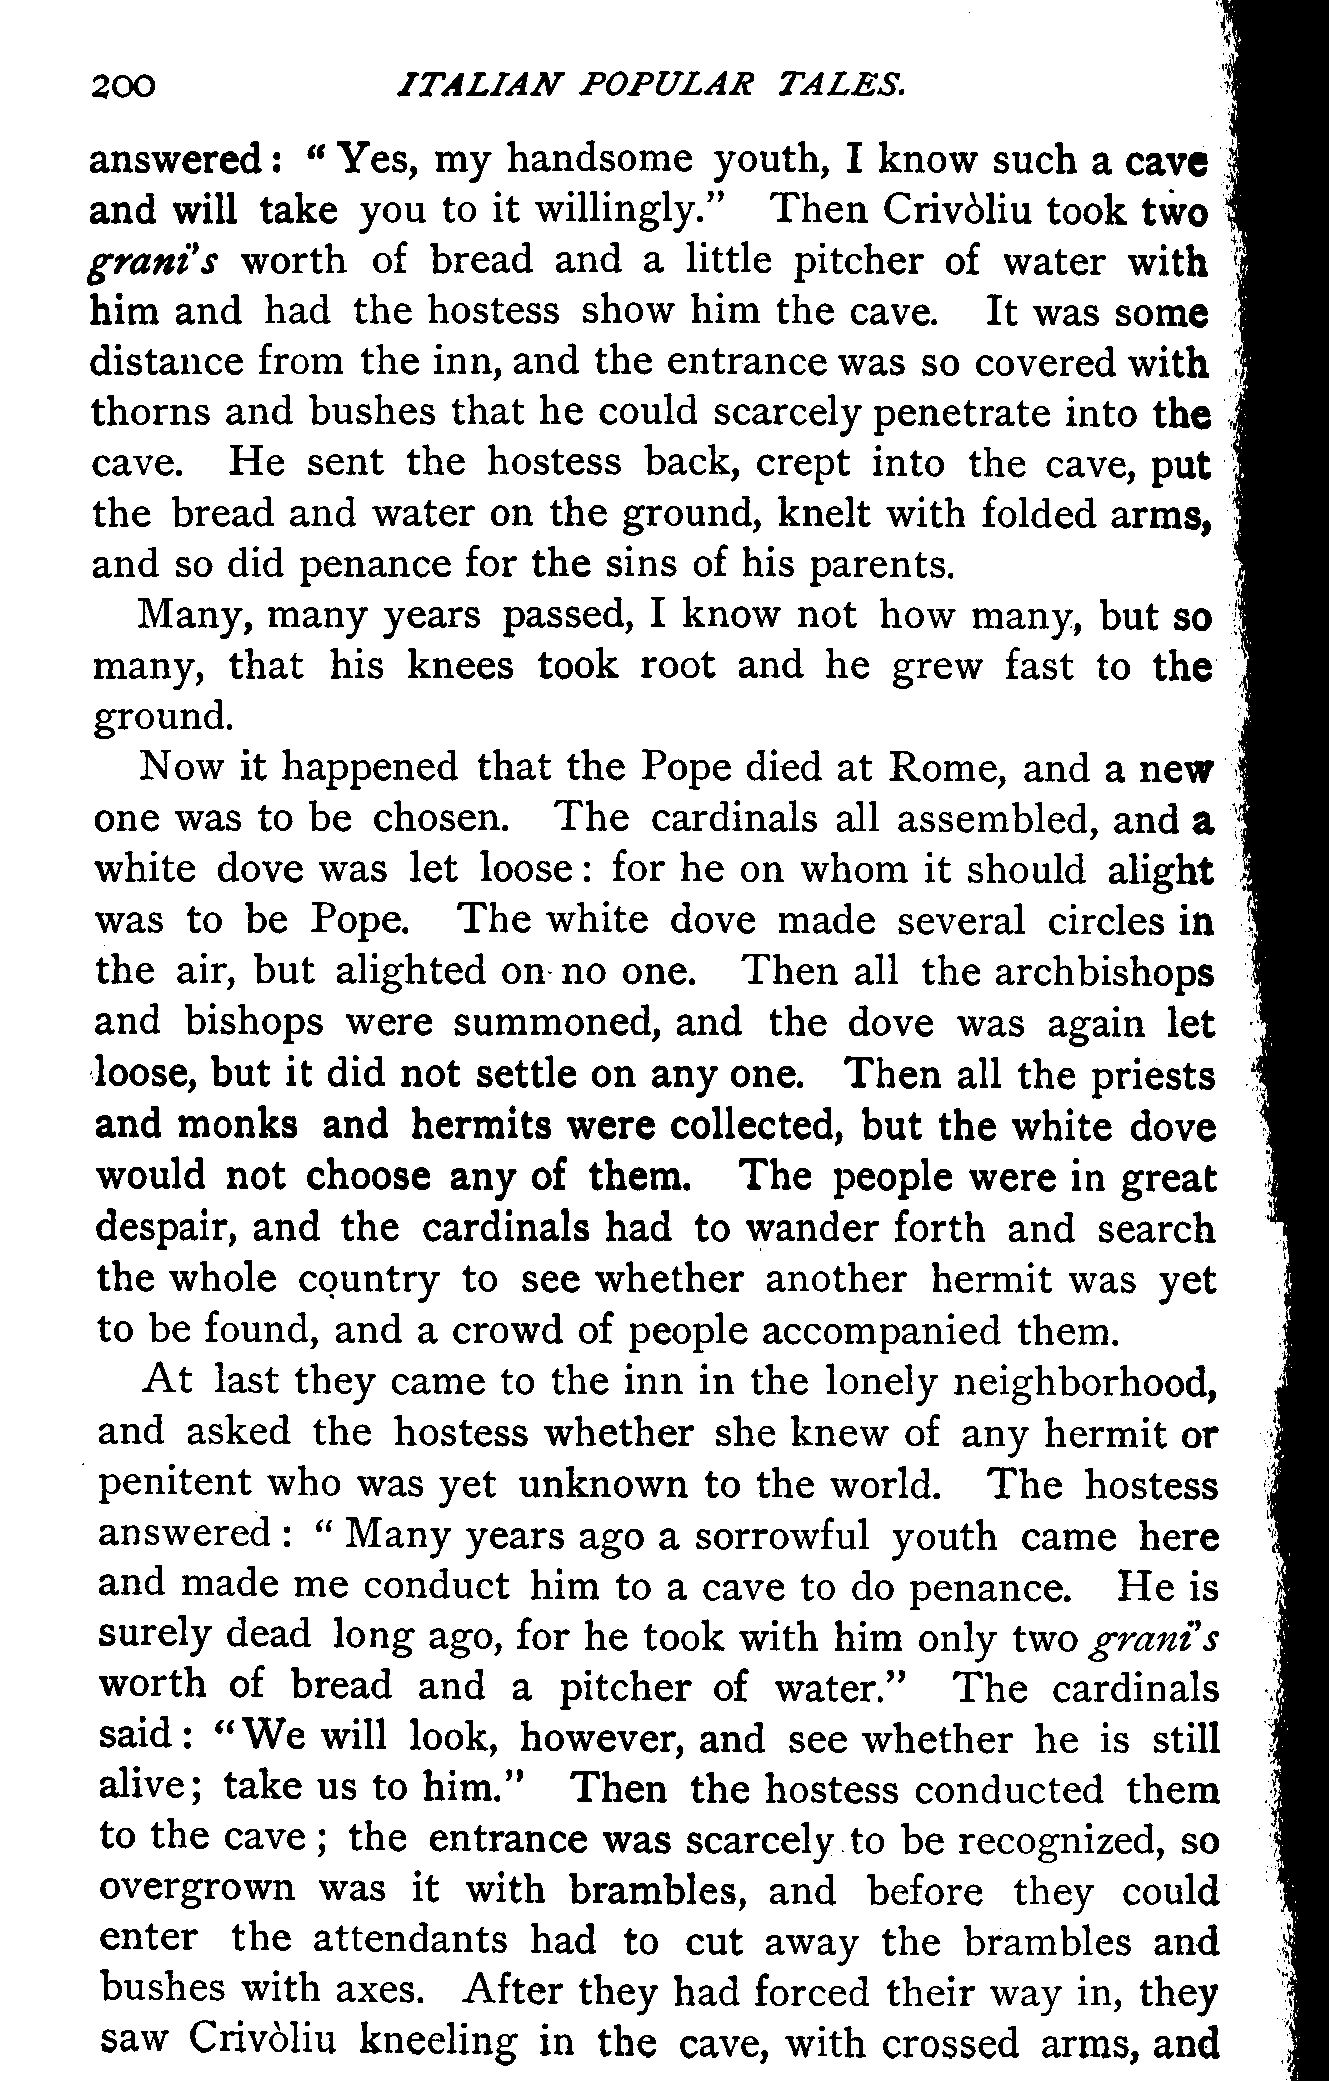 200 ITALIAN POPULAR TALES.
answered : “ Yes, my handsome youth, I know such a cave
and will take you to it willingly.” Then Crivòliu took two
grani’s worth of bread and a little pitcher of water with
him and had the hostess show him the cave. It was some
distance from the inn, and the entrance was so covered with
thorns and bushes that he could scarcely penetrate into the
cave. He sent the hostess back, crept into the cave, put
the bread and water on the ground, knelt with folded arms,
and so did penance for the sins of his parents.
Many, many years passed, I know not how many, but so
many, that his knees took root and he grew fast to the
ground.
Now it happened that the Pope died at Rome, and a new
one was to be chosen. The cardinals all assembled, and a
white dove was let loose : for he on whom it should alight
was to be Pope. The white dove made several circles in
the air, but alighted on no one. Then all the archbishops
and bishops were summoned, and the dove was again let
loose, but it did not settle on any one. Then all the priests
and monks and hermits were collected, but the white dove
would not choose any of them. The people were in great
despair, and the cardinals had to wander forth and search
the whole country to see whether another hermit was yet
to be found, and a crowd of people accompanied them.
At last they came to the inn in the lonely neighborhood,
and asked the hostess whether she knew of any hermit or
penitent who was yet unknown to the world. The hostess
answered : “ Many years ago a sorrowful youth came here
and made me conduct him to a cave to do penance. He is
surely dead long ago, for he took with him only two grani’s
worth of bread and a pitcher of water.” The cardinals
said : “ We will look, however, and see whether he is still
alive ; take us to him.” Then the hostess conducted them
to the cave ; the entrance was scarcely to be recognized, so
overgrown was it with brambles, and before they could
enter the attendants had to cut away the brambles and
bushes with axes. After they had forced their way in, they
saw Crivòliu kneeling in the cave, with crossed arms, and